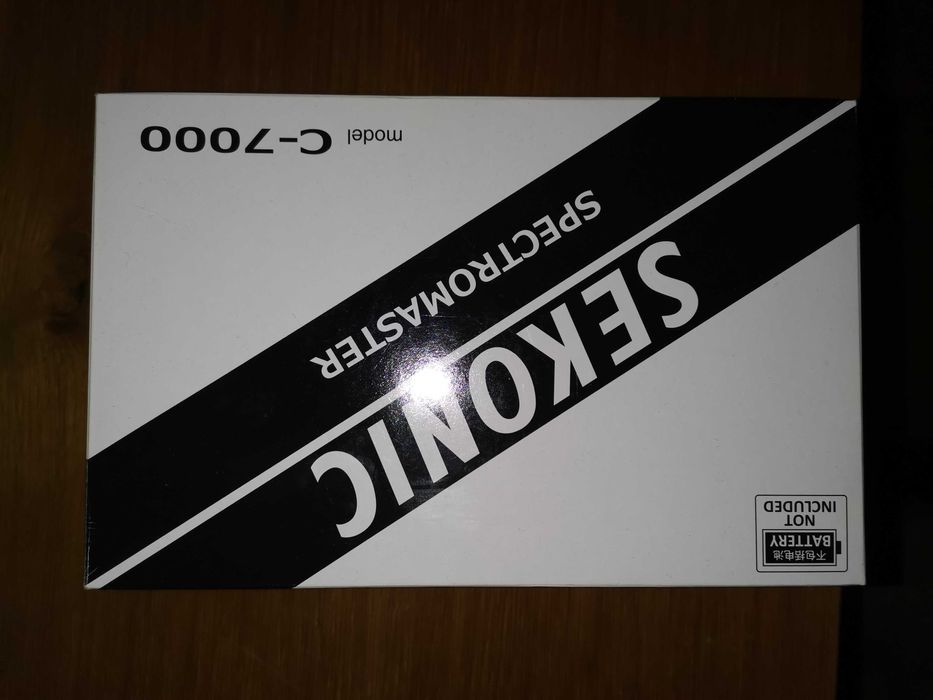 SEKONIC
SPECTROMASTER
model C-7000
不包括电池
BATTERY
NOT
INCLUDED